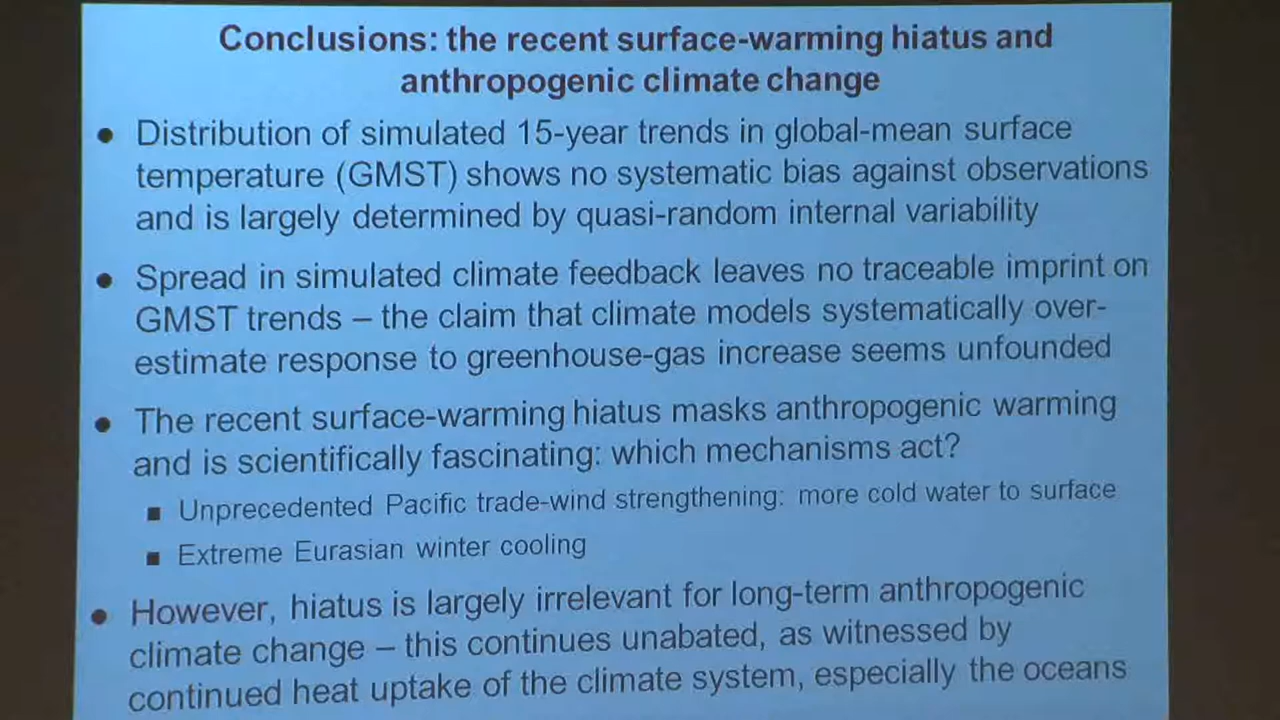 Conclusions: the recent surface-warming hiatus and
anthropogenic climate change
● Distribution of simulated 15-year trends in global-mean surface
temperature (GMST) shows no systematic bias against observations
and is largely determined by quasi-random internal variability
● Spread in simulated climate feedback leaves no traceable imprint on
GMST trends – the claim that climate models systematically over-
estimate response to greenhouse-gas increase seems unfounded
● The recent surface-warming hiatus masks anthropogenic warming
and is scientifically fascinating: which mechanisms act?
■ Unprecedented Pacific trade-wind strengthening: more cold water to surface
■ Extreme Eurasian winter cooling
● However, hiatus is largely irrelevant for long-term anthropogenic
climate change – this continues unabated, as witnessed by
continued heat uptake of the climate system, especially the oceans